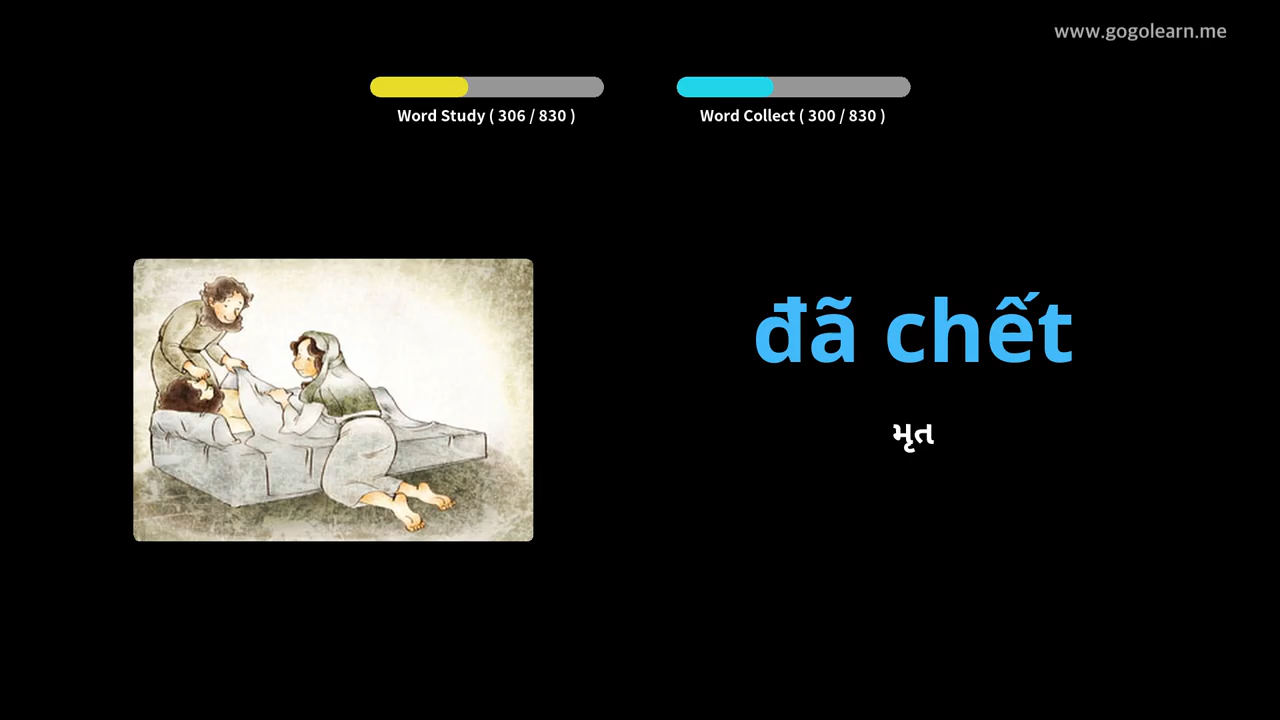 www.gogolearn.me
Word Study ( 306 / 830 )
Word Collect ( 300 / 830 )
đã chết
મૃત